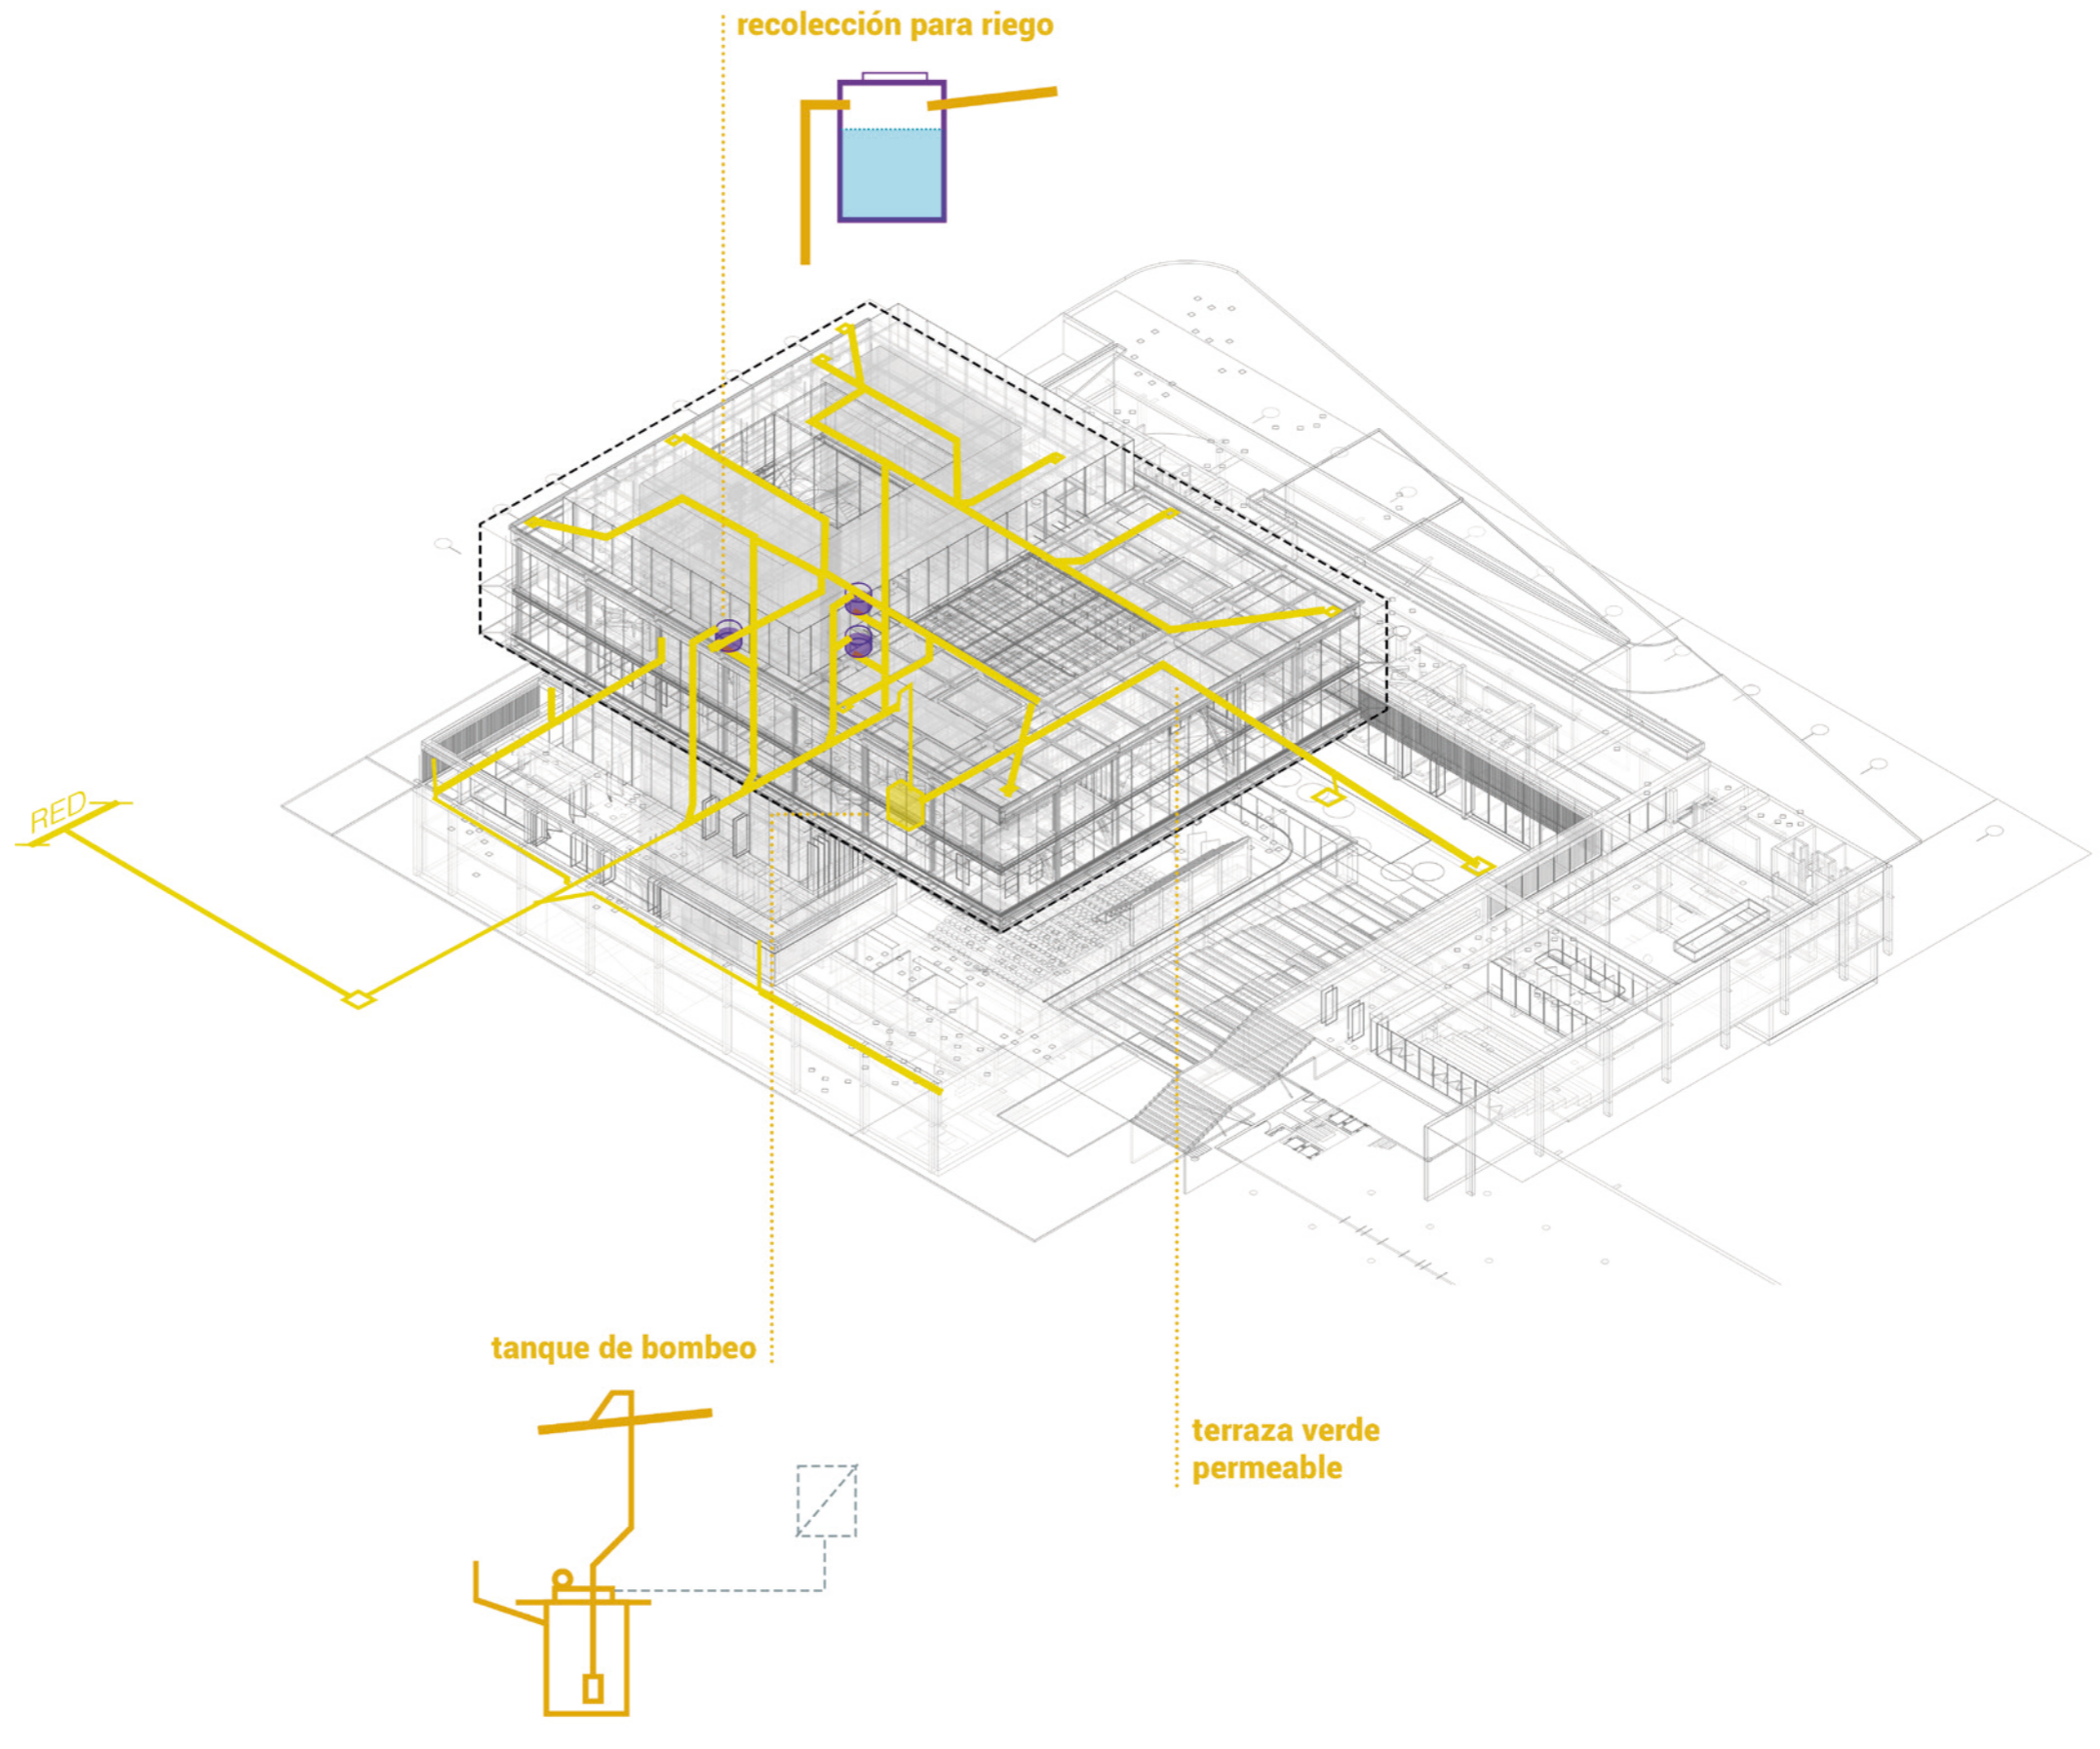 recolección para riego
RED
tanque de bombeo
terraza verde
permeable